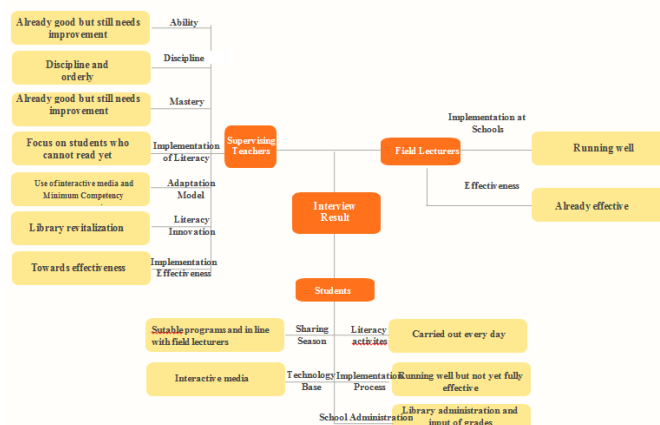 Already good but still needs
improvement
Ability
Discipline and
orderly
Discipline
Already good but still needs
improvement
Mastery
Focus on students who
cannot read yet
Implementation
of Literacy
Use of interactive media and
Minimum Competency
Adaptation
Model
Library revitalization
Literacy
Innovation
Towards effectiveness
Implementation
Effectiveness
Supervising
Teachers
Field Lecturers
Implementation at
Schools
Running well
Effectiveness
Already effective
Interview
Result
Students
Sutable programs and in line
with field lecturers
Sharing
Season
Literacy
activites
Carried out every day
Interactive media
Technology
Base
Implementation
Process
Running well but not yet fully
effective
School Administration
Library administration and
input of grades